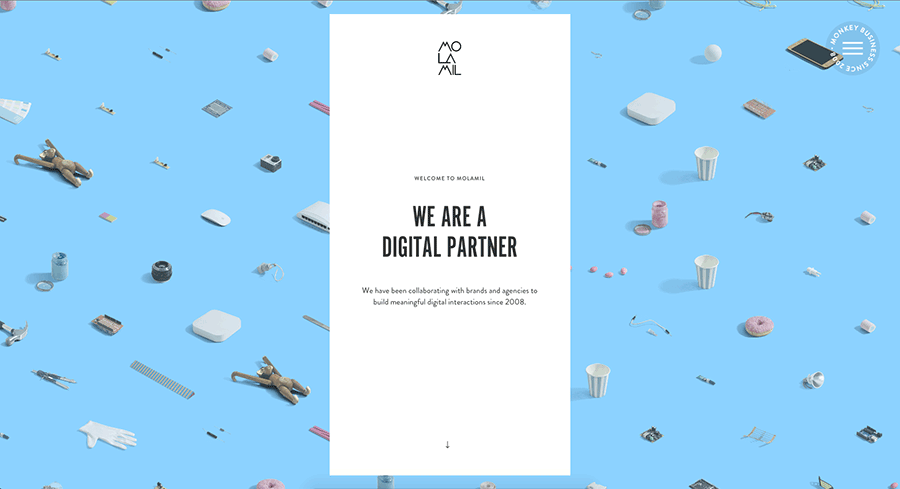 MO
LA
MIL
MONKEY BUSINESS SINCE 20
WELCOME TO MOLAMIL
WE ARE A
DIGITAL PARTNER
We have been collaborating with brands and agencies to
build meaningful digital interactions since 2008.